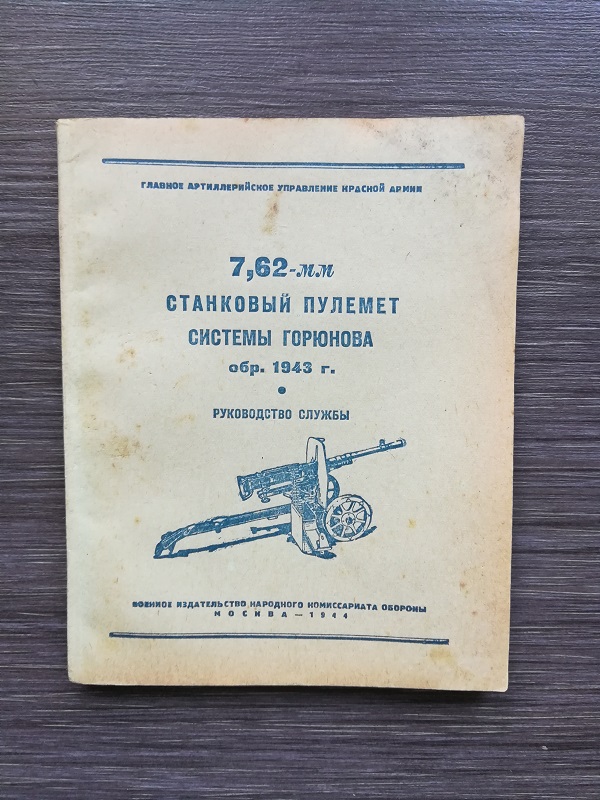 ГЛАВНОЕ АРТИЛЛЕРИЙСКОЕ УПРАВЛЕНИЕ КРАСНОЙ АРМИИ
7,62-мм
СТАНКОВЫЙ ПУЛЕМЕТ
СИСТЕМЫ ГОРЮНОВА
обр. 1943 г.
•
РУКОВОДСТВО СЛУЖБЫ
ВОЕННОЕ ИЗДАТЕЛЬСТВО НАРОДНОГО КОМИССАРИАТА ОБОРОНЫ
МОСКВА — 1944